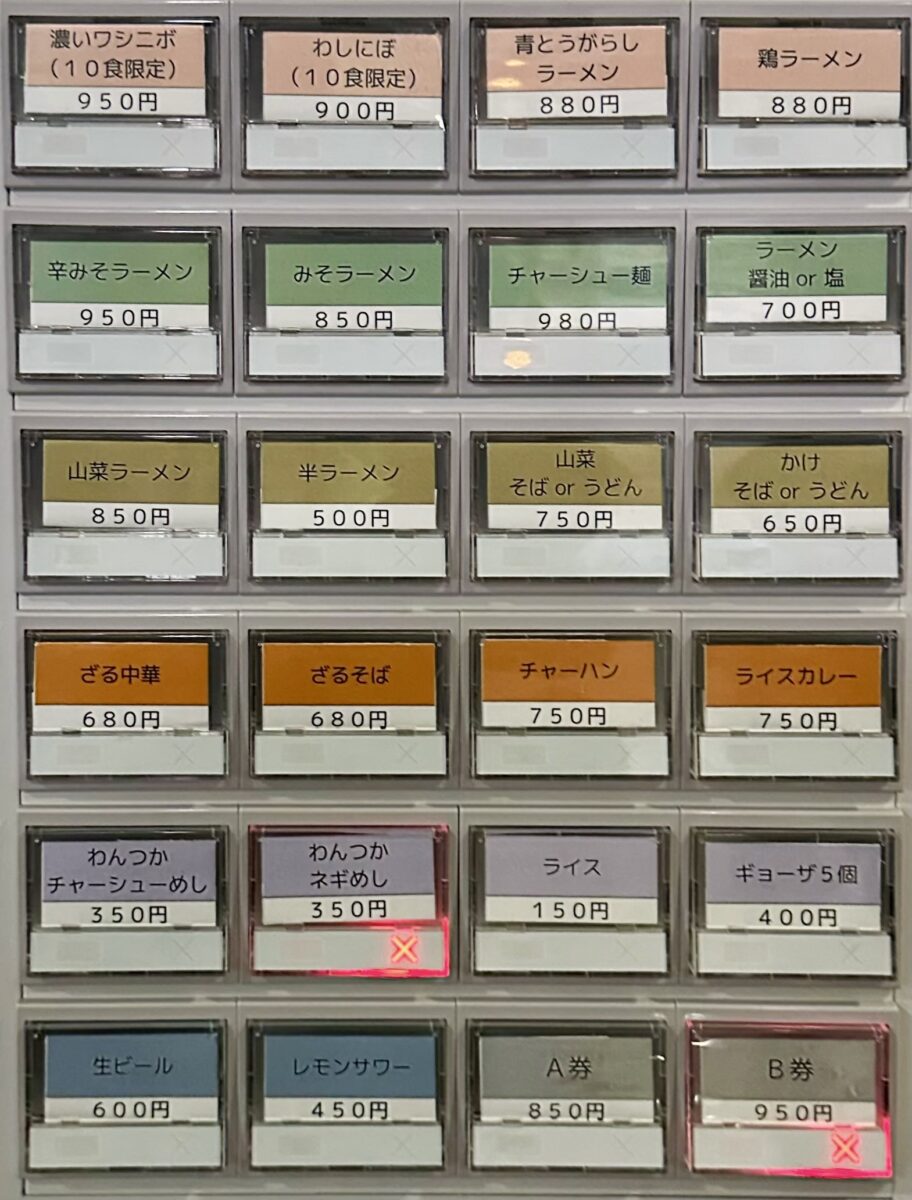 濃いワシニボ
（１０食限定）
９５０円
わしにぼ
（１０食限定）
９００円
青とうがらし
ラーメン
８８０円
鶏ラーメン
８８０円
辛みそラーメン
９５０円
みそラーメン
８５０円
チャーシュー麺
９８０円
ラーメン
醤油 or 塩
７００円
山菜ラーメン
８５０円
半ラーメン
５００円
山菜
そば or うどん
７５０円
かけ
そば or うどん
６５０円
ざる中華
６８０円
ざるそば
６８０円
チャーハン
７５０円
ライスカレー
７５０円
わんつか
チャーシューめし
３５０円
わんつか
ネギめし
３５０円
ライス
１５０円
ギョーザ５個
４００円
生ビール
６００円
レモンサワー
４５０円
Ａ券
８５０円
Ｂ券
９５０円